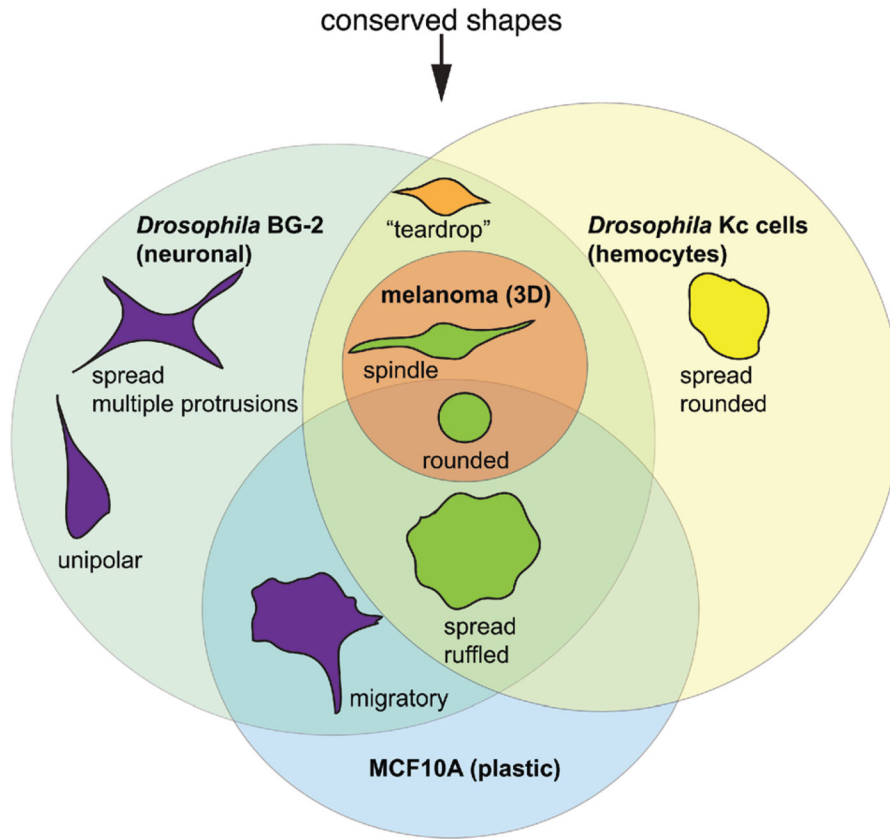 conserved shapes
"teardrop"
Drosophila BG-2
(neuronal)
Drosophila Kc cells
(hemocytes)
melanoma (3D)
spindle
spread
multiple protrusions
spread
rounded
rounded
unipolar
spread
ruffled
migratory
MCF10A (plastic)